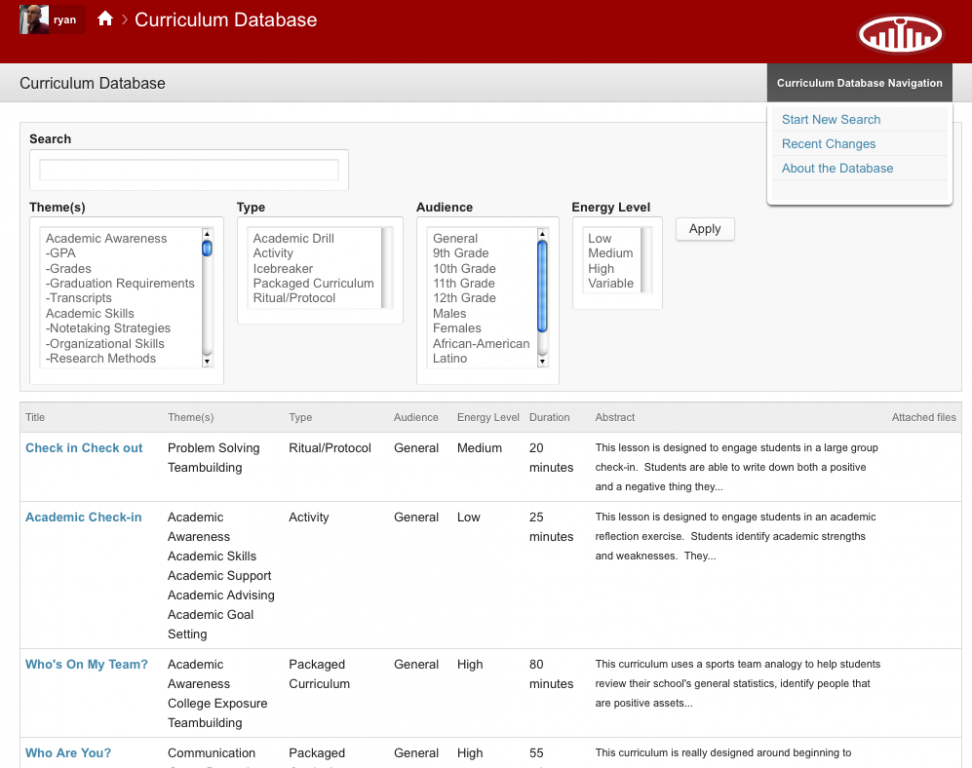 ryan
Curriculum Database
Curriculum Database
Curriculum Database Navigation
Start New Search
Recent Changes
About the Database
Search
Theme(s)
Academic Awareness
-GPA
-Grades
-Graduation Requirements
-Transcripts
Academic Skills
-Notetaking Strategies
-Organizational Skills
-Research Methods
Type
Academic Drill
Activity
Icebreaker
Packaged Curriculum
Ritual/Protocol
Audience
General
9th Grade
10th Grade
11th Grade
12th Grade
Males
Females
African-American
Latino
Energy Level
Low
Medium
High
Variable
Apply
Title Theme(s) Type Audience Energy Level Duration Abstract Attached files
Check in Check out
Problem Solving
Teambuilding
Ritual/Protocol
General
Medium
20
minutes
This lesson is designed to engage students in a large group
check-in. Students are able to write down both a positive
and a negative thing they...
Academic Check-in
Academic
Awareness
Academic Skills
Academic Support
Academic Advising
Academic Goal
Setting
Activity
General
Low
25
minutes
This lesson is designed to engage students in an academic
reflection exercise. Students identify academic strengths
and weaknesses. They...
Who's On My Team?
Academic
Awareness
College Exposure
Teambuilding
Packaged
Curriculum
General
High
80
minutes
This curriculum uses a sports team analogy to help students
review their school's general statistics, identify people that
are positive assets...
Who Are You?
Communication
Packaged
General
High
55
This curriculum is really designed around beginning to